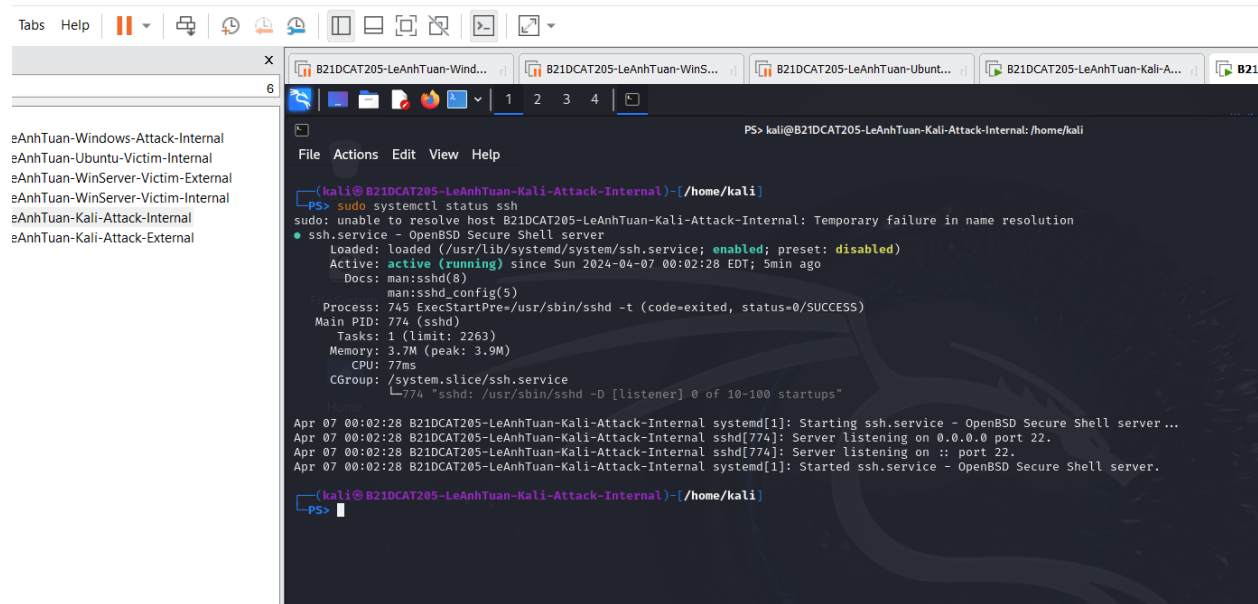 Tabs Help
x
6
eAnhTuan-Windows-Attack-Internal
eAnhTuan-Ubuntu-Victim-Internal
eAnhTuan-WinServer-Victim-External
eAnhTuan-WinServer-Victim-Internal
eAnhTuan-Kali-Attack-Internal
eAnhTuan-Kali-Attack-External
B21DCAT205-LeAnhTuan-Wind... B21DCAT205-LeAnhTuan-WinS... B21DCAT205-LeAnhTuan-Ubunt... B21DCAT205-LeAnhTuan-Kali-A... B21
1 2 3 4
PS> kali@B21DCAT205-LeAnhTuan-Kali-Attack-Internal: /home/kali
File Actions Edit View Help
┌──(kali㉿B21DCAT205-LeAnhTuan-Kali-Attack-Internal)-[/home/kali]
└─PS> sudo systemctl status ssh
sudo: unable to resolve host B21DCAT205-LeAnhTuan-Kali-Attack-Internal: Temporary failure in name resolution
● ssh.service - OpenBSD Secure Shell server
Loaded: loaded (/usr/lib/systemd/system/ssh.service; enabled; preset: disabled)
Active: active (running) since Sun 2024-04-07 00:02:28 EDT; 5min ago
Docs: man:sshd(8)
man:sshd_config(5)
Process: 745 ExecStartPre=/usr/sbin/sshd -t (code=exited, status=0/SUCCESS)
Main PID: 774 (sshd)
Tasks: 1 (limit: 2263)
Memory: 3.7M (peak: 3.9M)
CPU: 77ms
CGroup: /system.slice/ssh.service
└─774 "sshd: /usr/sbin/sshd -D [listener] 0 of 10-100 startups"
Apr 07 00:02:28 B21DCAT205-LeAnhTuan-Kali-Attack-Internal systemd[1]: Starting ssh.service - OpenBSD Secure Shell server...
Apr 07 00:02:28 B21DCAT205-LeAnhTuan-Kali-Attack-Internal sshd[774]: Server listening on 0.0.0.0 port 22.
Apr 07 00:02:28 B21DCAT205-LeAnhTuan-Kali-Attack-Internal sshd[774]: Server listening on :: port 22.
Apr 07 00:02:28 B21DCAT205-LeAnhTuan-Kali-Attack-Internal systemd[1]: Started ssh.service - OpenBSD Secure Shell server.
┌──(kali㉿B21DCAT205-LeAnhTuan-Kali-Attack-Internal)-[/home/kali]
└─PS>